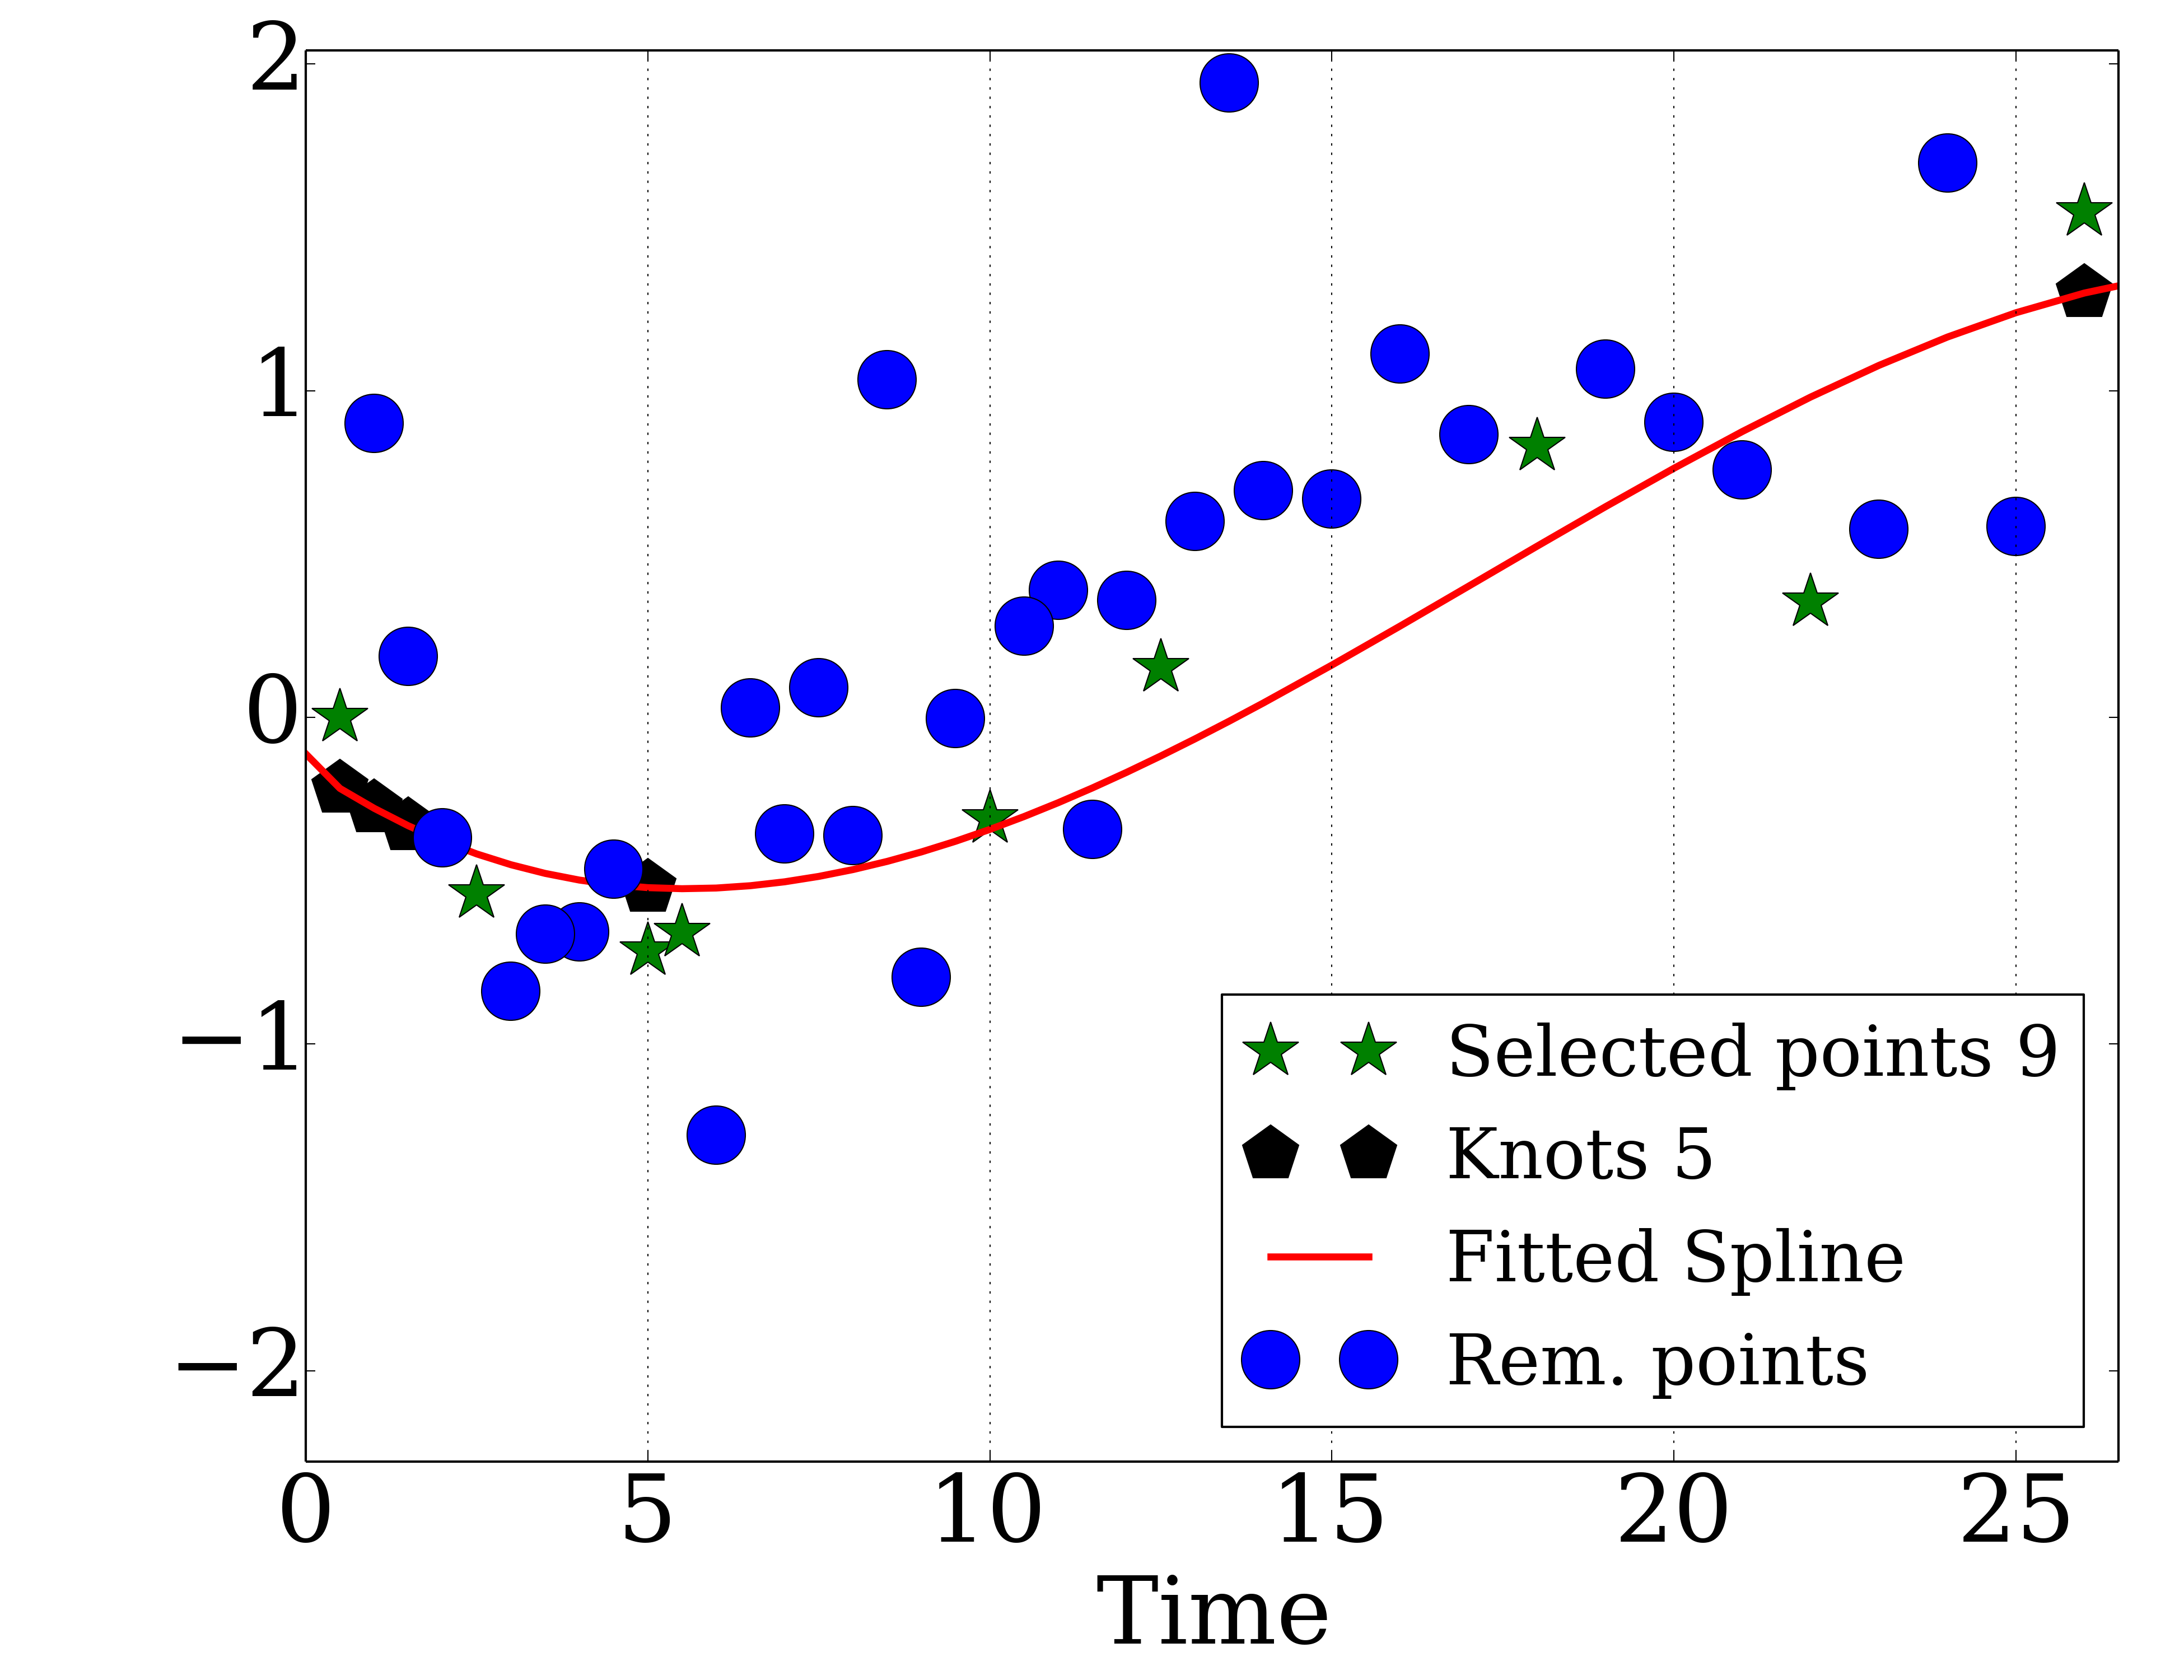 2
1
0
−1
−2
Selected points 9
Knots 5
Fitted Spline
Rem. points
0 5 10 15 20 25
Time